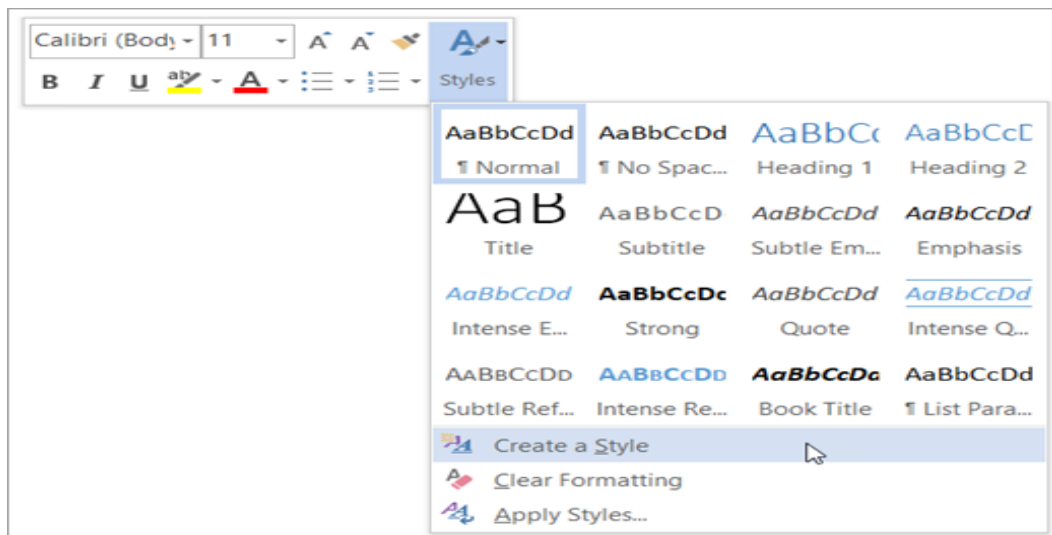 Calibri (Body 11 A A
B I U aby A Styles
AaBbCcDd AaBbCcDd AaBbCc AaBbCcD
¶ Normal ¶ No Spac... Heading 1 Heading 2
AaB AaBbCcD AaBbCcDd AaBbCcDd
Title Subtitle Subtle Em... Emphasis
AaBbCcDd AaBbCcDc AaBbCcDd AaBbCcDd
Intense E... Strong Quote Intense Q...
AABBCCDD AABBCCDD AaBbCcDd AaBbCcDd
Subtle Ref... Intense Re... Book Title ¶ List Para...
Create a Style
Clear Formatting
Apply Styles...